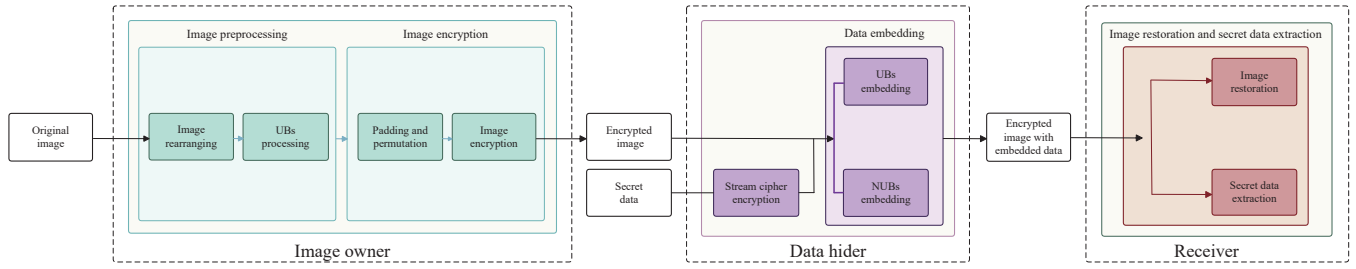 Image preprocessing
Image encryption
Data embedding
Image restoration and secret data extraction
Original
image
Image
rearranging
UBs
processing
Padding and
permutation
Image
encryption
Encrypted
image
Secret
data
Stream cipher
encryption
UBs
embedding
NUBs
embedding
Encrypted
image with
embedded data
Image
restoration
Secret data
extraction
Image owner
Data hider
Receiver